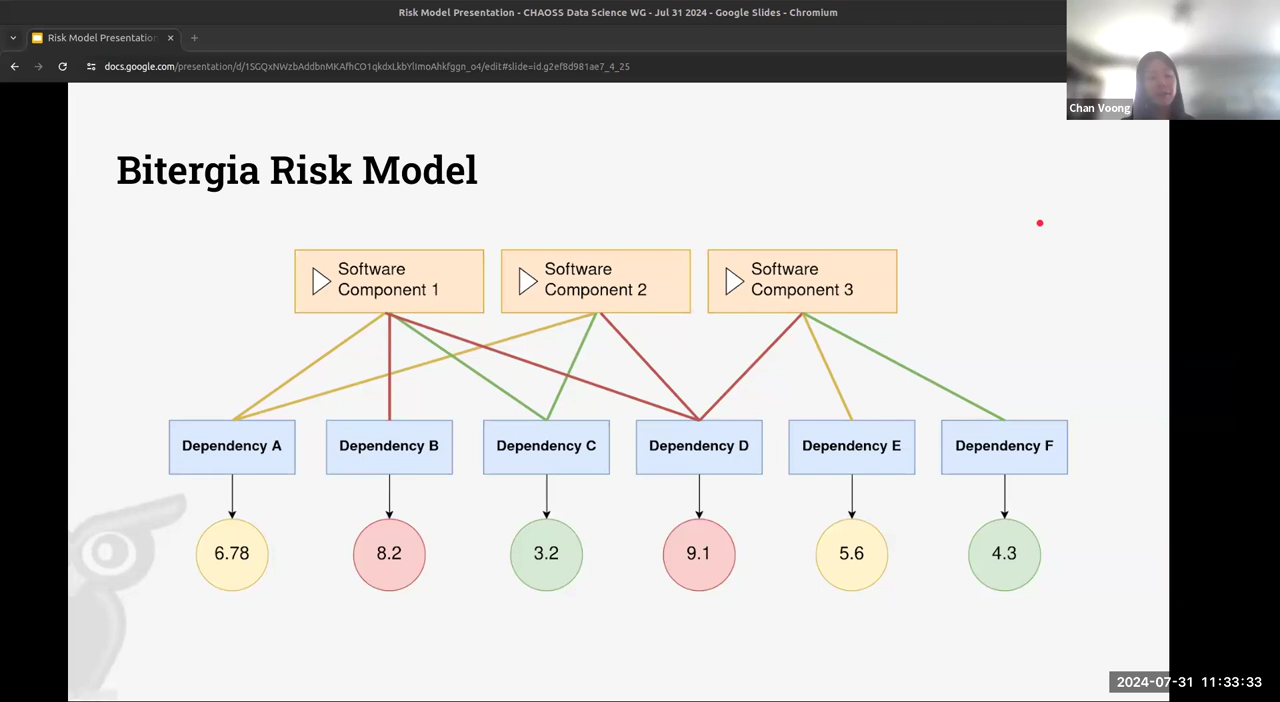 Risk Model Presentation - CHAOSS Data Science WG - Jul 31 2024 - Google Slides - Chromium
Risk Model Presentation
docs.google.com/presentation/d/1SGQxNWzbAddbnMKAfhCO1qkdxLkbYlImoAhkfggn_o4/edit#slide=id.g2ef8d981ae7_4_25
Chan Voong
Bitergia Risk Model
Software
Component 1
Software
Component 2
Software
Component 3
Dependency A
Dependency B
Dependency C
Dependency D
Dependency E
Dependency F
6.78
8.2
3.2
9.1
5.6
4.3
2024-07-31 11:33:33